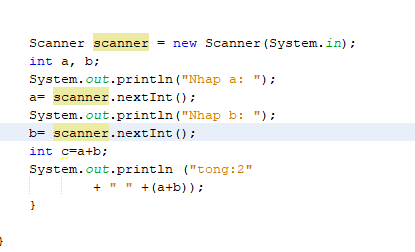 Scanner scanner = new Scanner(System.in);
int a, b;
System.out.println("Nhap a: ");
a= scanner.nextInt();
System.out.println("Nhap b: ");
b= scanner.nextInt();
int c=a+b;
System.out.println ("tong:2"
+ " " +(a+b));
}
}